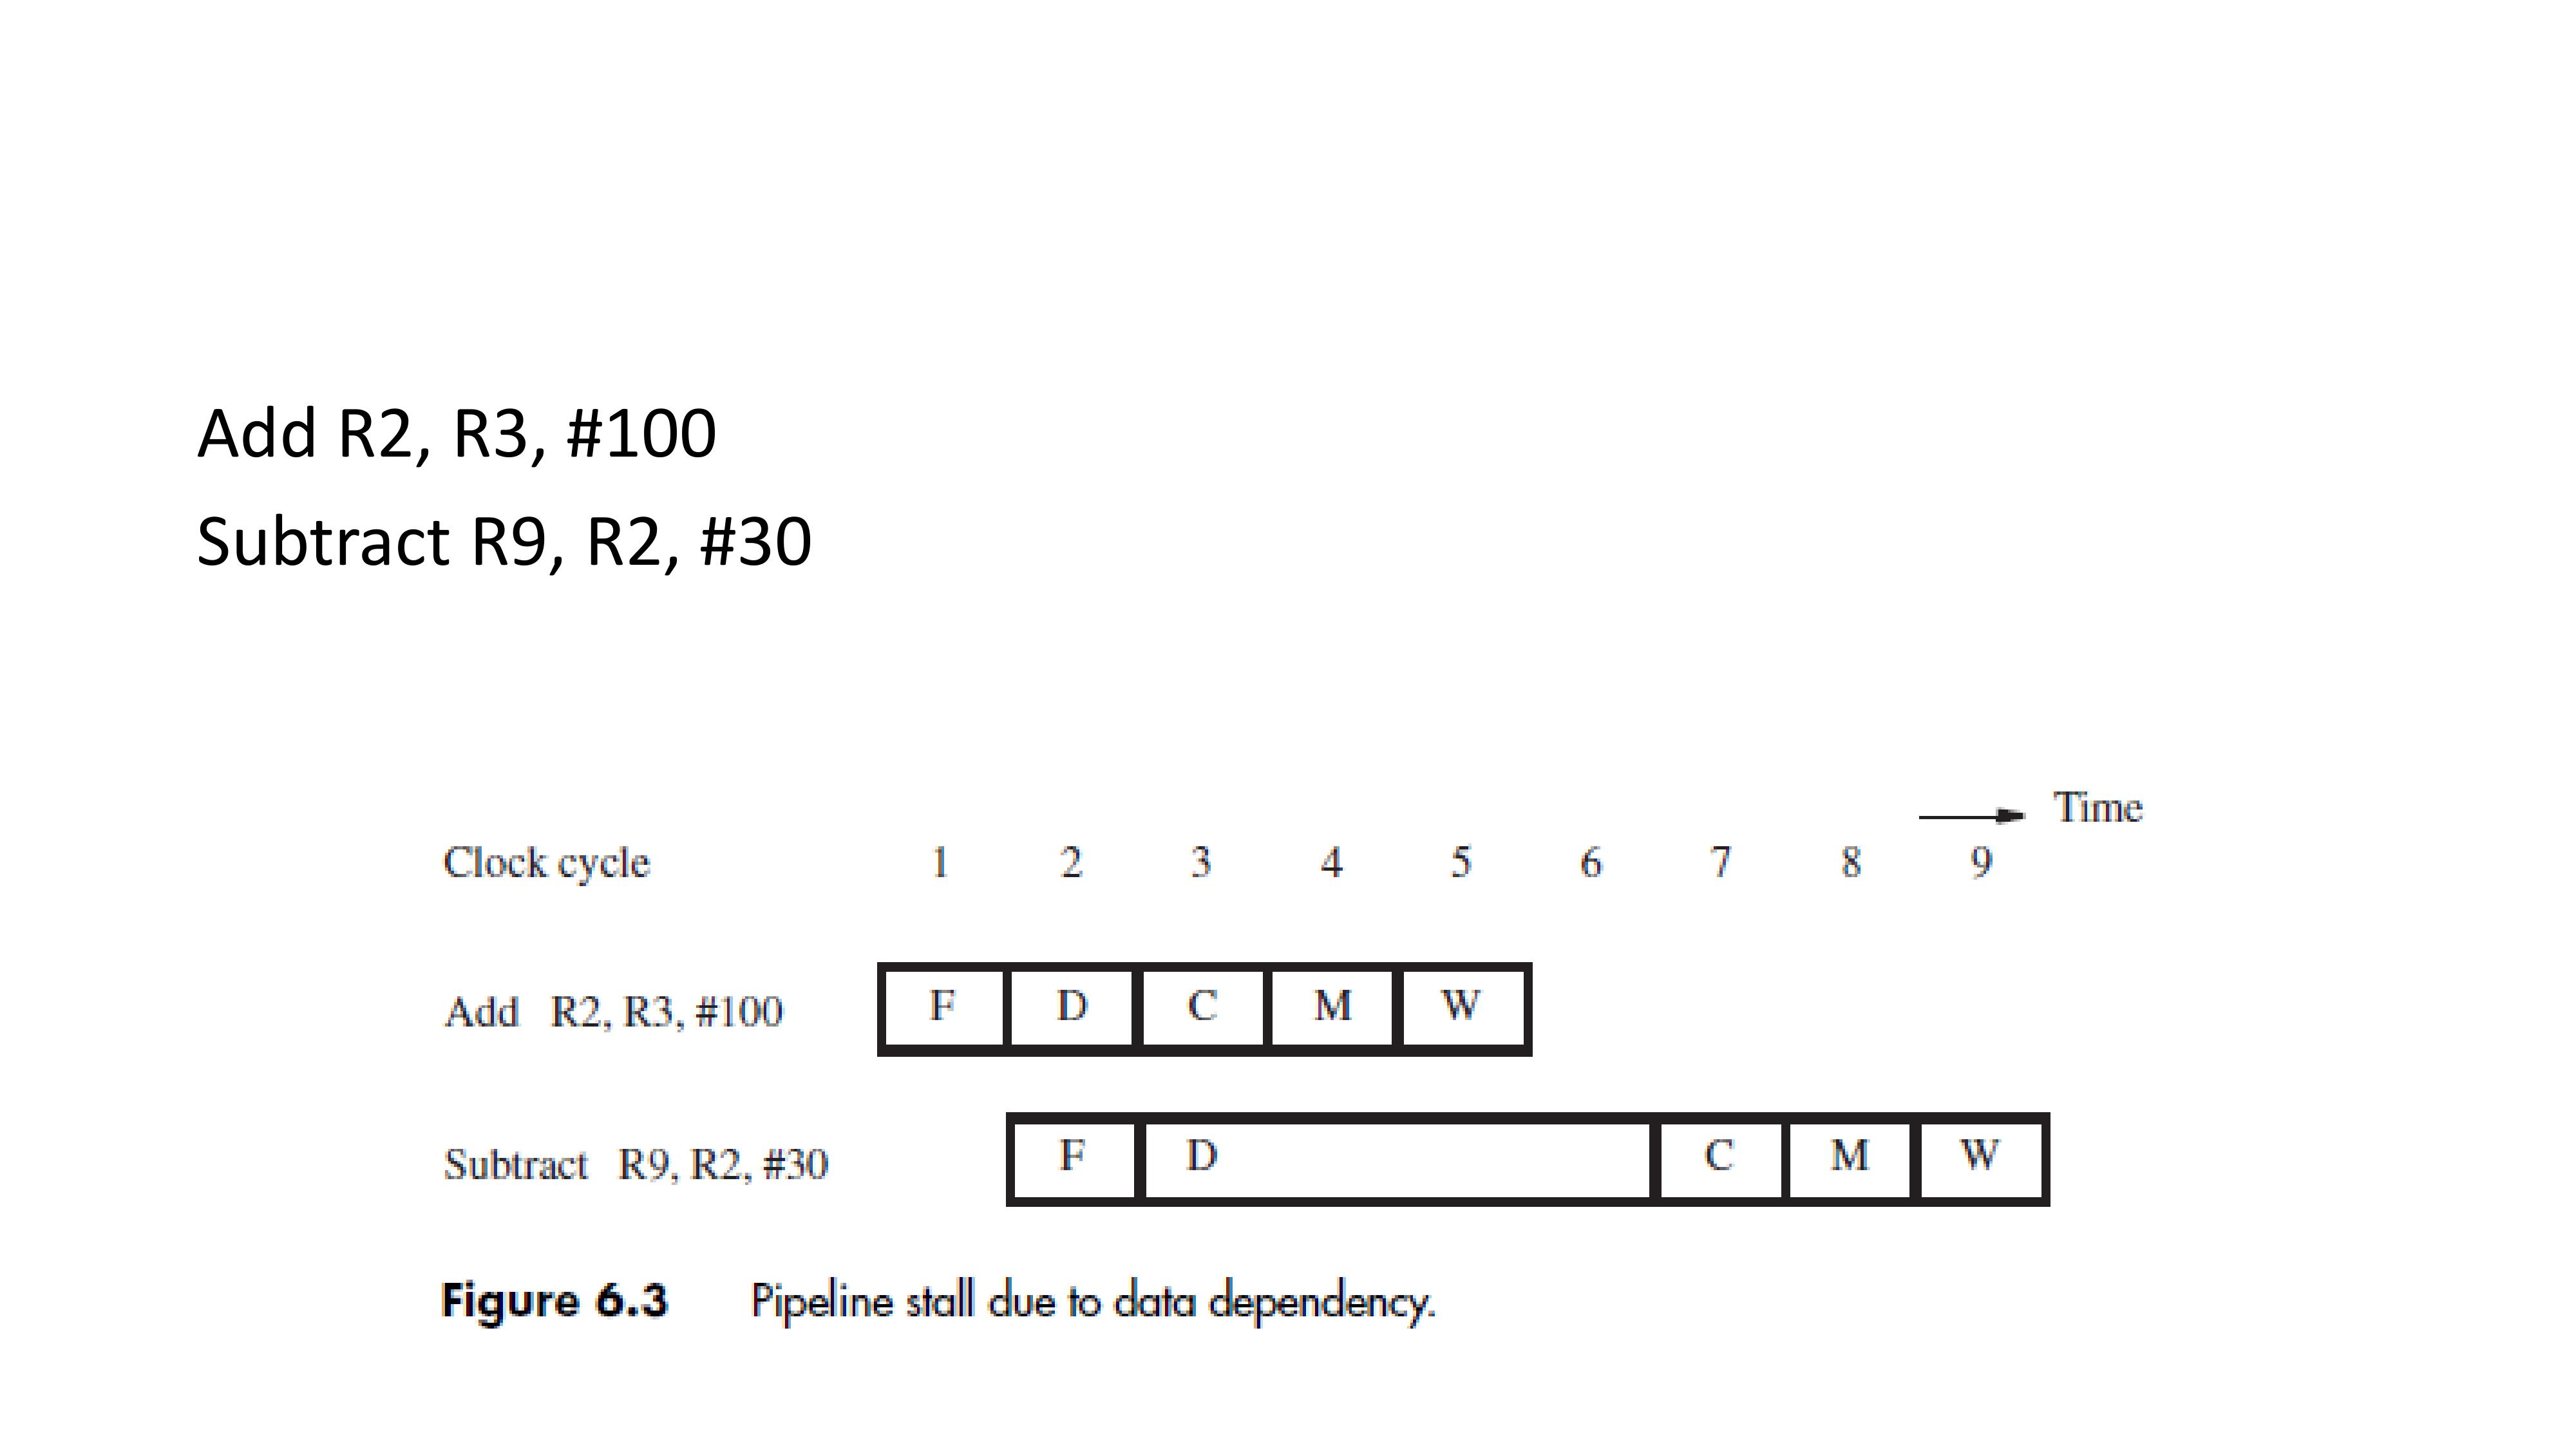 Add R2, R3, #100
Subtract R9, R2, #30
Time
Clock cycle 1 2 3 4 5 6 7 8 9
Add R2, R3, #100 F D C M W
Subtract R9, R2, #30 F D C M W
Figure 6.3 Pipeline stall due to data dependency.